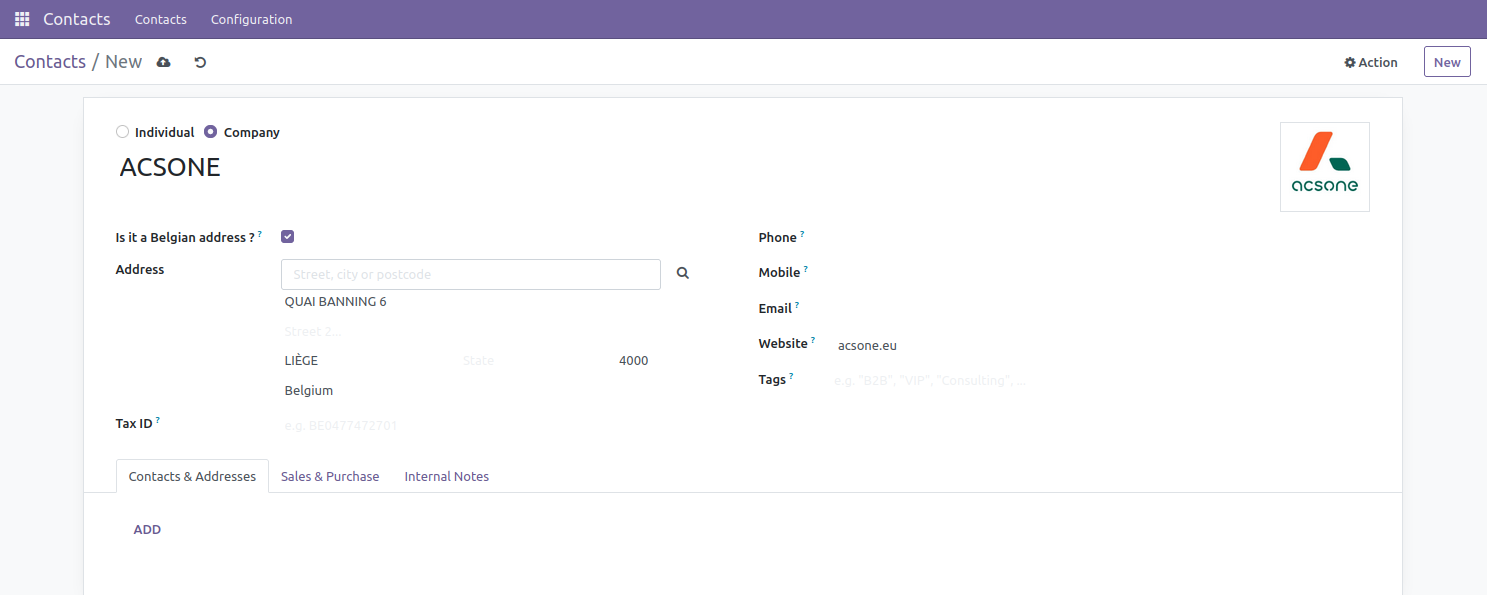 Contacts Contacts Configuration
Contacts / New
Action New
Individual Company
ACSONE
acsone
Is it a Belgian address ? ?
Address Street, city or postcode
QUAI BANNING 6
Street 2...
LIÈGE State 4000
Belgium
Tax ID ? e.g. BE0477472701
Phone ?
Mobile ?
Email ?
Website ? acsone.eu
Tags ? e.g. "B2B", "VIP", "Consulting", ...
Contacts & Addresses Sales & Purchase Internal Notes
ADD